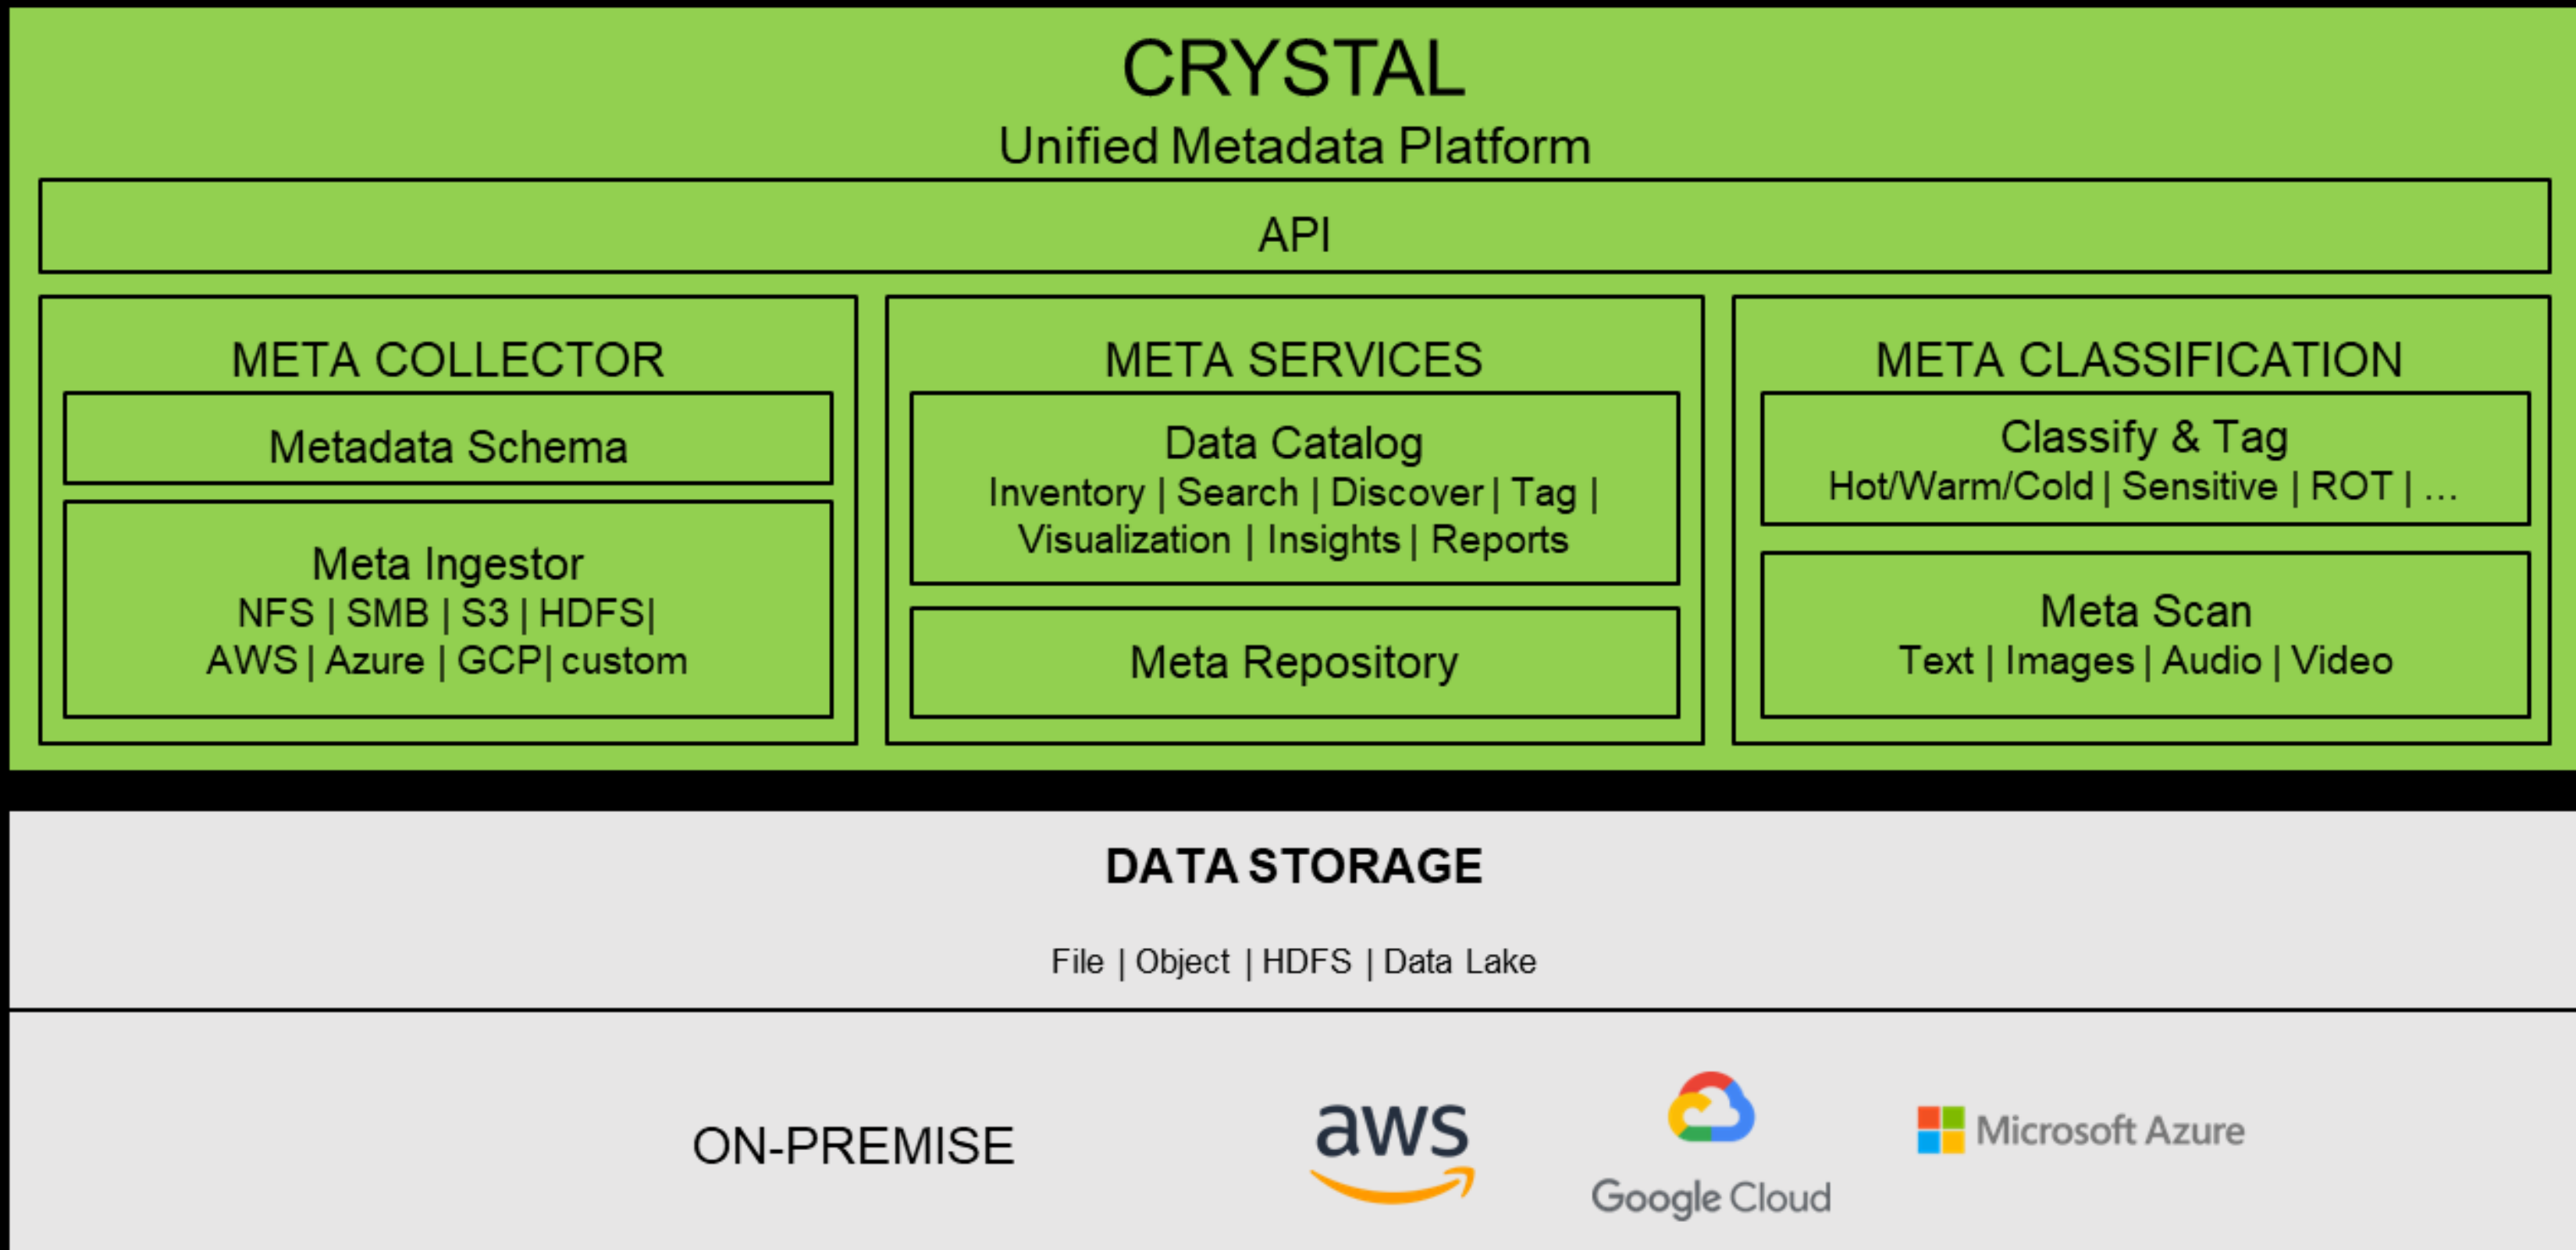 CRYSTAL
Unified Metadata Platform
API
META COLLECTOR
Metadata Schema
Meta Ingestor
NFS | SMB | S3 | HDFS|
AWS | Azure | GCP| custom
META SERVICES
Data Catalog
Inventory | Search | Discover | Tag |
Visualization | Insights | Reports
Meta Repository
META CLASSIFICATION
Classify & Tag
Hot/Warm/Cold | Sensitive | ROT | ...
Meta Scan
Text | Images | Audio | Video
DATA STORAGE
File | Object | HDFS | Data Lake
ON-PREMISE
aws
Google Cloud
Microsoft Azure